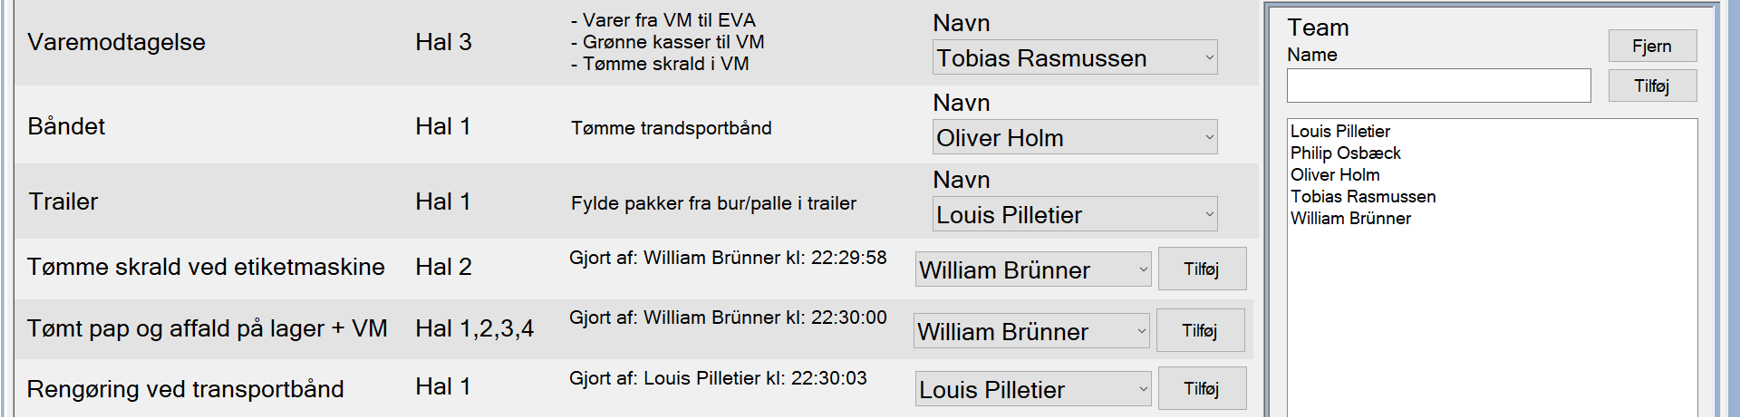 Varemodtagelse
Hal 3
- Varer fra VM til EVA
- Grønne kasser til VM
- Tømme skrald i VM
Navn
Tobias Rasmussen
Båndet
Hal 1
Tømme trandsportbånd
Navn
Oliver Holm
Trailer
Hal 1
Fylde pakker fra bur/palle i trailer
Navn
Louis Pilletier
Tømme skrald ved etiketmaskine
Hal 2
Gjort af: William Brünner kl: 22:29:58
William Brünner
Tilføj
Tømt pap og affald på lager + VM
Hal 1,2,3,4
Gjort af: William Brünner kl: 22:30:00
William Brünner
Tilføj
Rengøring ved transportbånd
Hal 1
Gjort af: Louis Pilletier kl: 22:30:03
Louis Pilletier
Tilføj
Team
Name
Fjern
Tilføj
Louis Pilletier
Philip Osbæck
Oliver Holm
Tobias Rasmussen
William Brünner